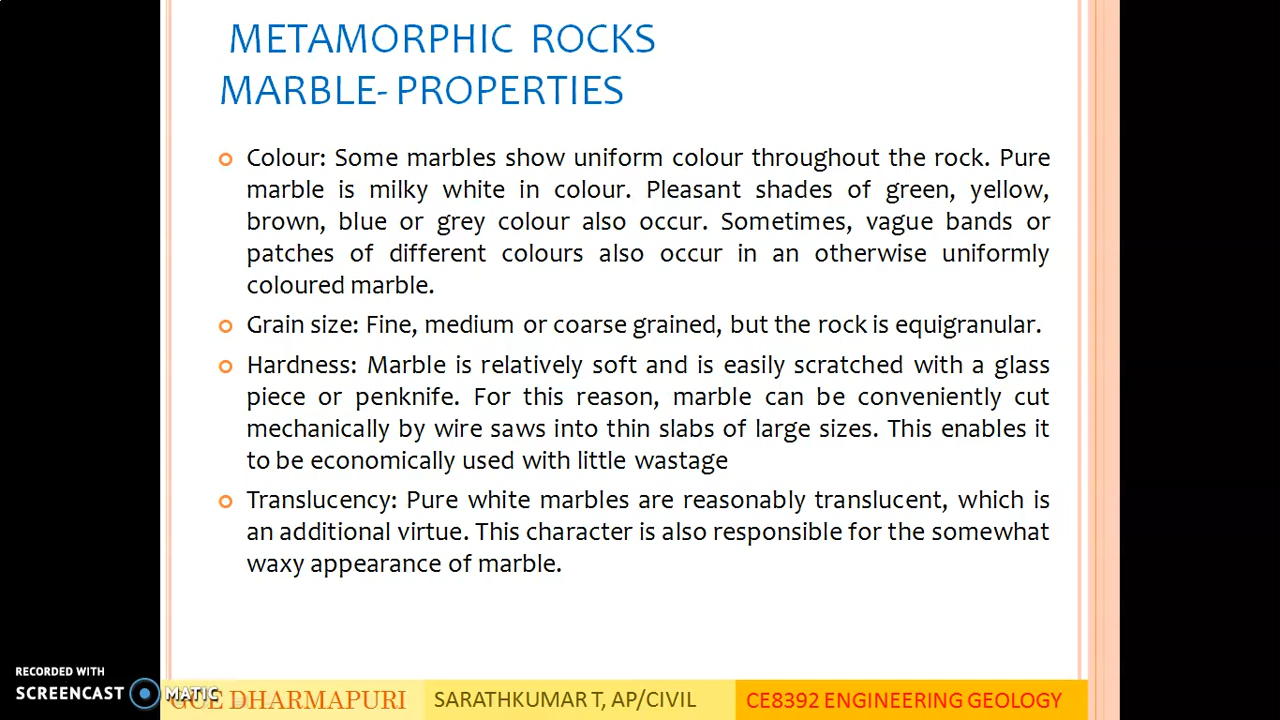 METAMORPHIC ROCKS
MARBLE- PROPERTIES
Colour: Some marbles show uniform colour throughout the rock. Pure
marble is milky white in colour. Pleasant shades of green, yellow,
brown, blue or grey colour also occur. Sometimes, vague bands or
patches of different colours also occur in an otherwise uniformly
coloured marble.
Grain size: Fine, medium or coarse grained, but the rock is equigranular.
Hardness: Marble is relatively soft and is easily scratched with a glass
piece or penknife. For this reason, marble can be conveniently cut
mechanically by wire saws into thin slabs of large sizes. This enables it
to be economically used with little wastage
Translucency: Pure white marbles are reasonably translucent, which is
an additional virtue. This character is also responsible for the somewhat
waxy appearance of marble.
RECORDED WITH
SCREENCAST MATIC
GCE DHARMAPURI SARATHKUMAR T, AP/CIVIL CE8392 ENGINEERING GEOLOGY